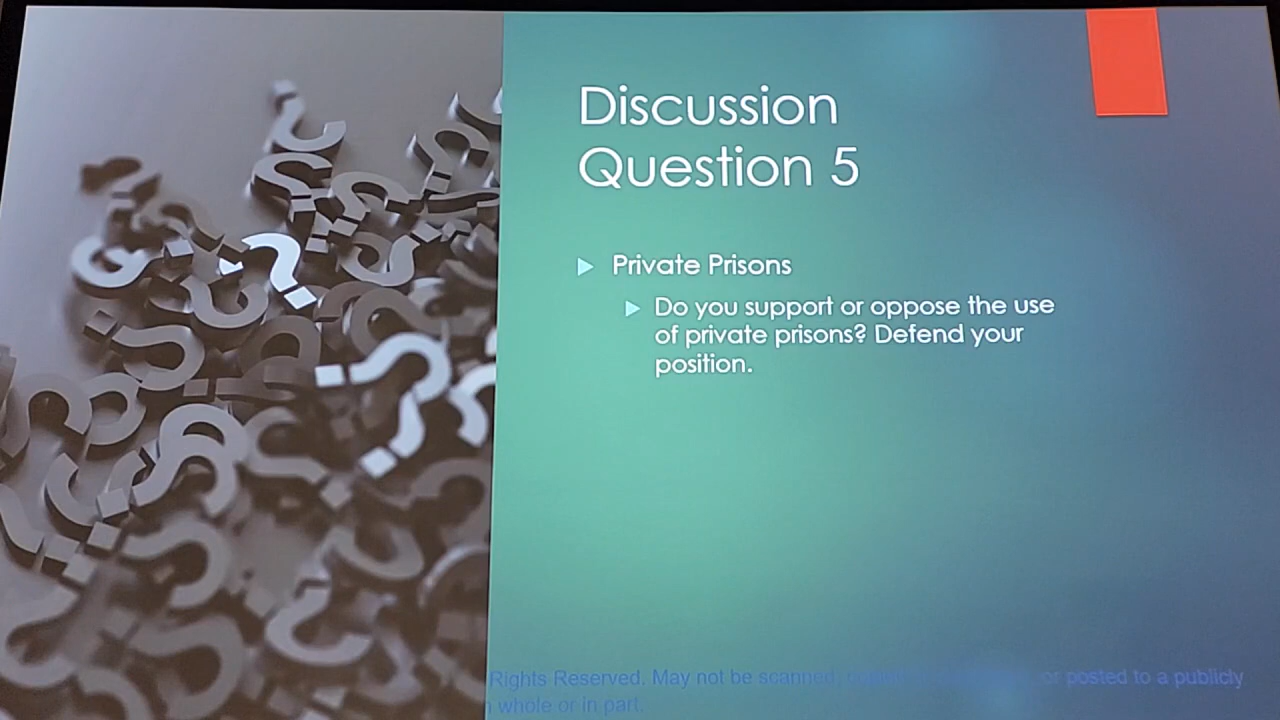 Discussion
Question 5
Private Prisons
Do you support or oppose the use
of private prisons? Defend your
position.
Rights Reserved. May not be scanned, or posted to a publicly
whole or in part.